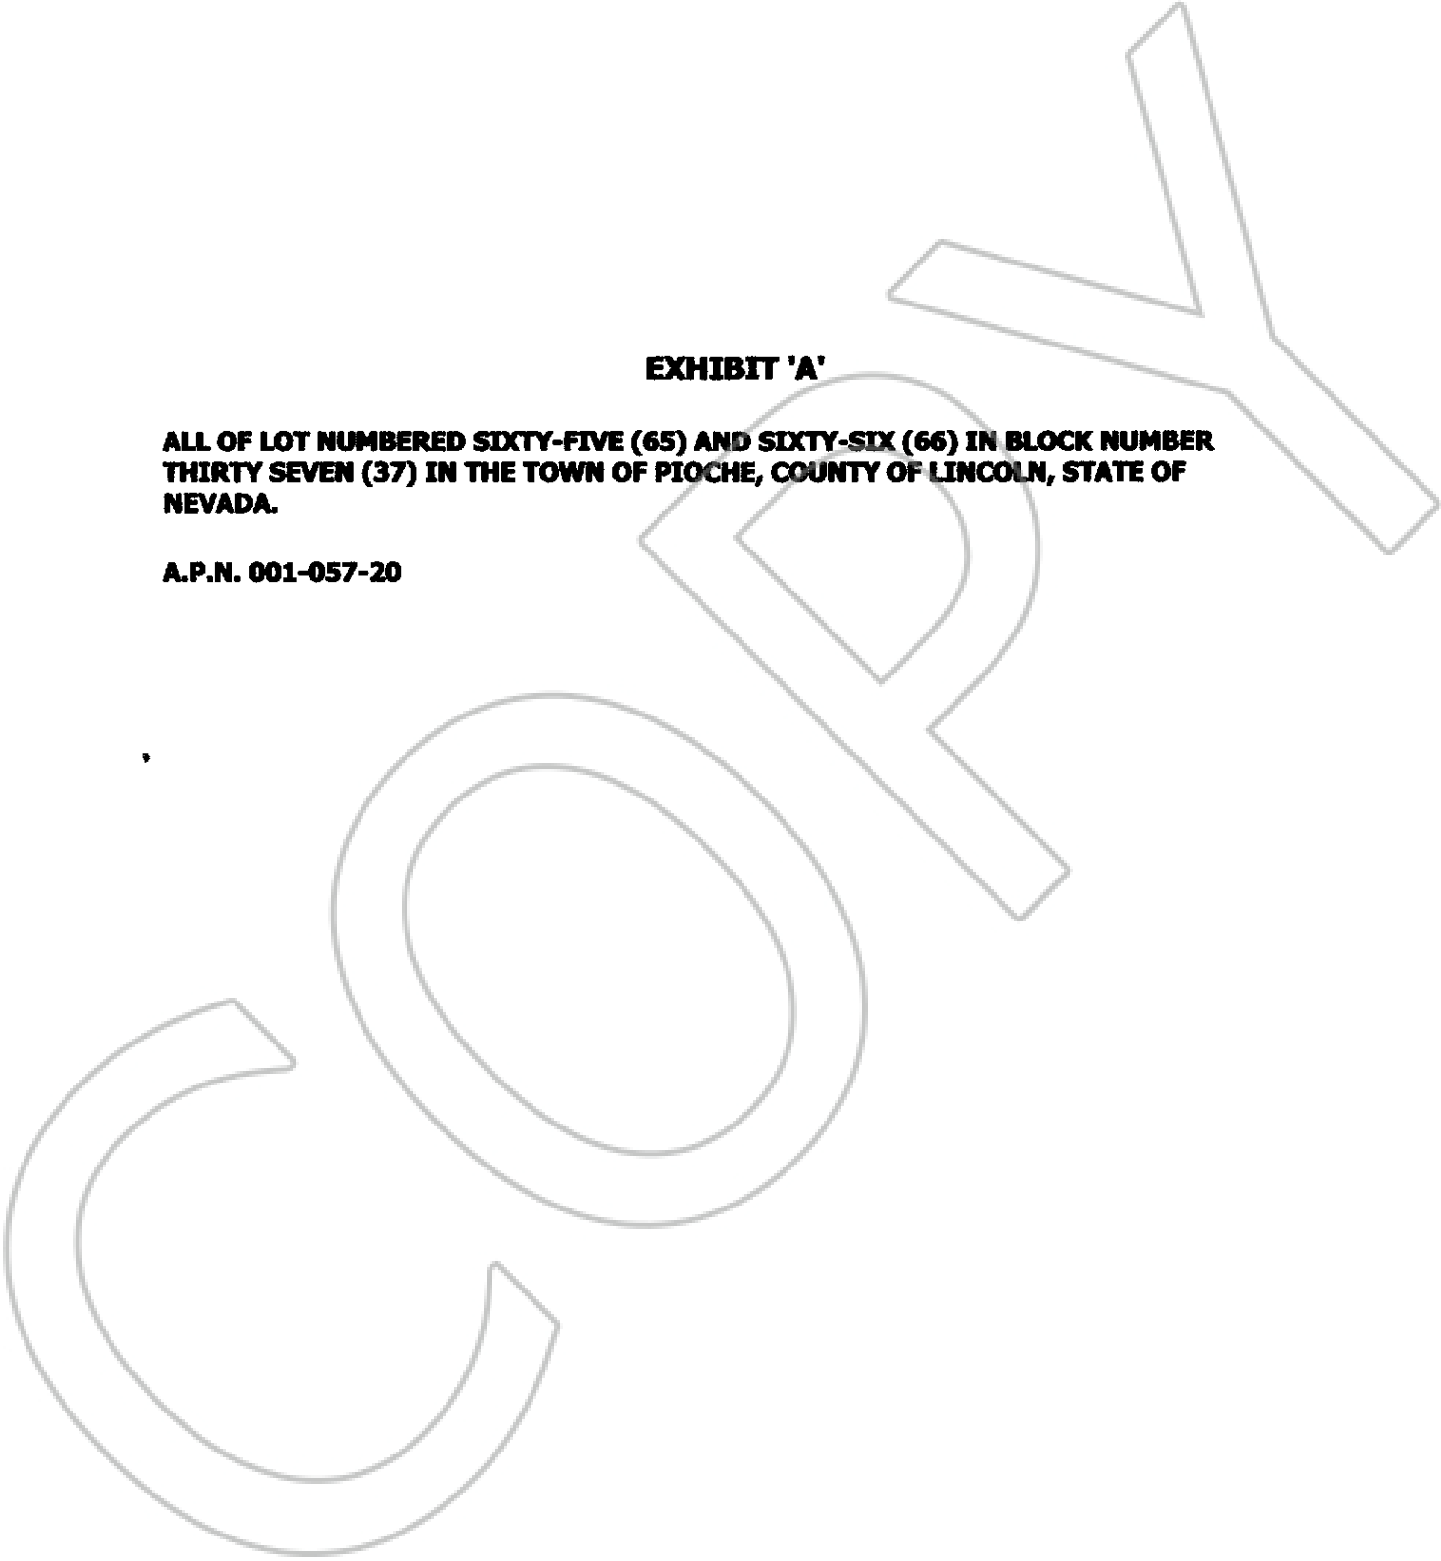 EXHIBIT 'A'
ALL OF LOT NUMBERED SIXTY-FIVE (65) AND SIXTY-SIX (66) IN BLOCK NUMBER
THIRTY SEVEN (37) IN THE TOWN OF PIOCHE, COUNTY OF LINCOLN, STATE OF
NEVADA.
A.P.N. 001-057-20
COPY